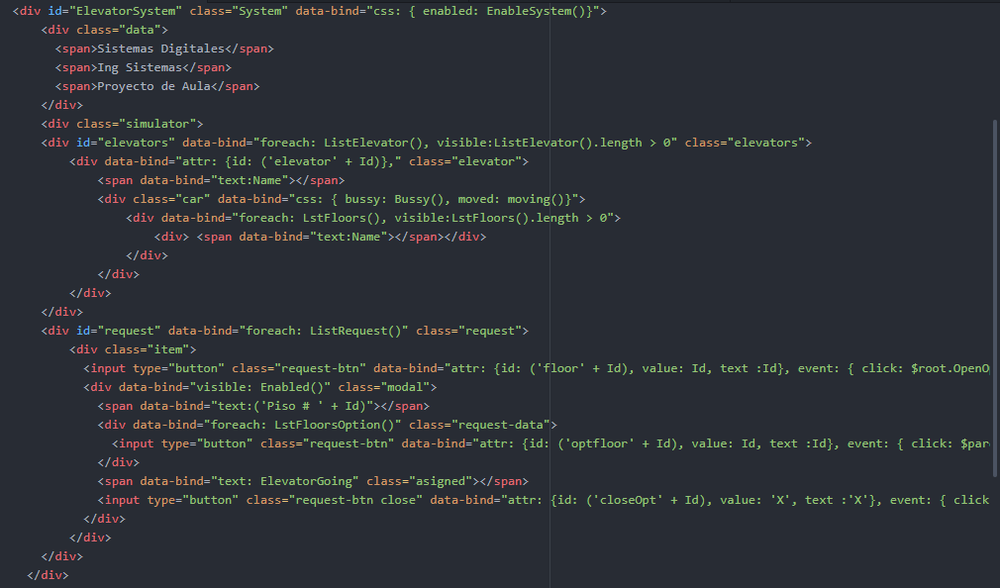 <div id="ElevatorSystem" class="System" data-bind="css: { enabled: EnableSystem()}">
<div class="data">
<span>Sistemas Digitales</span>
<span>Ing Sistemas</span>
<span>Proyecto de Aula</span>
</div>
<div class="simulator">
<div id="elevators" data-bind="foreach: ListElevator(), visible:ListElevator().length > 0" class="elevators">
<div data-bind="attr: {id: ('elevator' + Id)}," class="elevator">
<span data-bind="text:Name"></span>
<div class="car" data-bind="css: { bussy: Bussy(), moved: moving()}">
<div data-bind="foreach: LstFloors(), visible:LstFloors().length > 0">
<div> <span data-bind="text:Name"></span></div>
</div>
</div>
</div>
</div>
<div id="request" data-bind="foreach: ListRequest()" class="request">
<div class="item">
<input type="button" class="request-btn" data-bind="attr: {id: ('floor' + Id), value: Id, text :Id}, event: { click: $root.OpenO
<div data-bind="visible: Enabled()" class="modal">
<span data-bind="text:('Piso # ' + Id)"></span>
<div data-bind="foreach: LstFloorsOption()" class="request-data">
<input type="button" class="request-btn" data-bind="attr: {id: ('optfloor' + Id), value: Id, text :Id}, event: { click: $par
</div>
<span data-bind="text: ElevatorGoing" class="asigned"></span>
<input type="button" class="request-btn close" data-bind="attr: {id: ('closeOpt' + Id), value: 'X', text :'X'}, event: { click
</div>
</div>
</div>
</div>